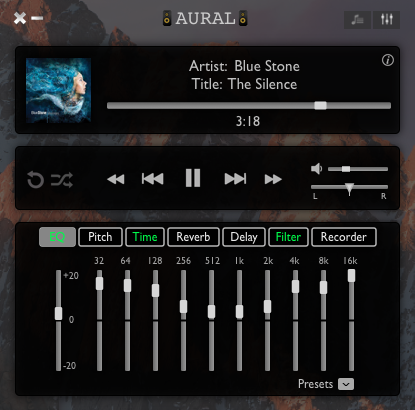 AURAL
Artist: Blue Stone
Title: The Silence
3:18
L R
EQ Pitch Time Reverb Delay Filter Recorder
32 64 128 256 512 1k 2k 4k 8k 16k
+20
0
-20
Presets